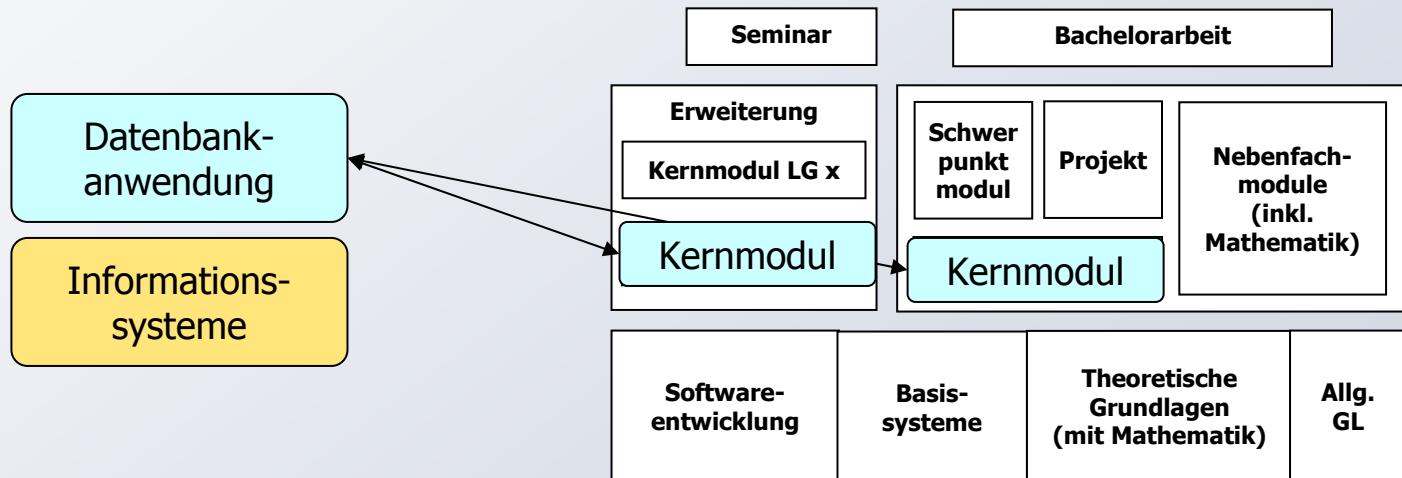 Seminar
Bachelorarbeit
Datenbank-
anwendung
Informations-
systeme
Erweiterung
Kernmodul LG x
Kernmodul
Schwer
punkt
modul
Projekt
Nebenfach-
module
(inkl.
Mathematik)
Kernmodul
Software-
entwicklung
Basis-
systeme
Theoretische
Grundlagen
(mit Mathematik)
Allg.
GL